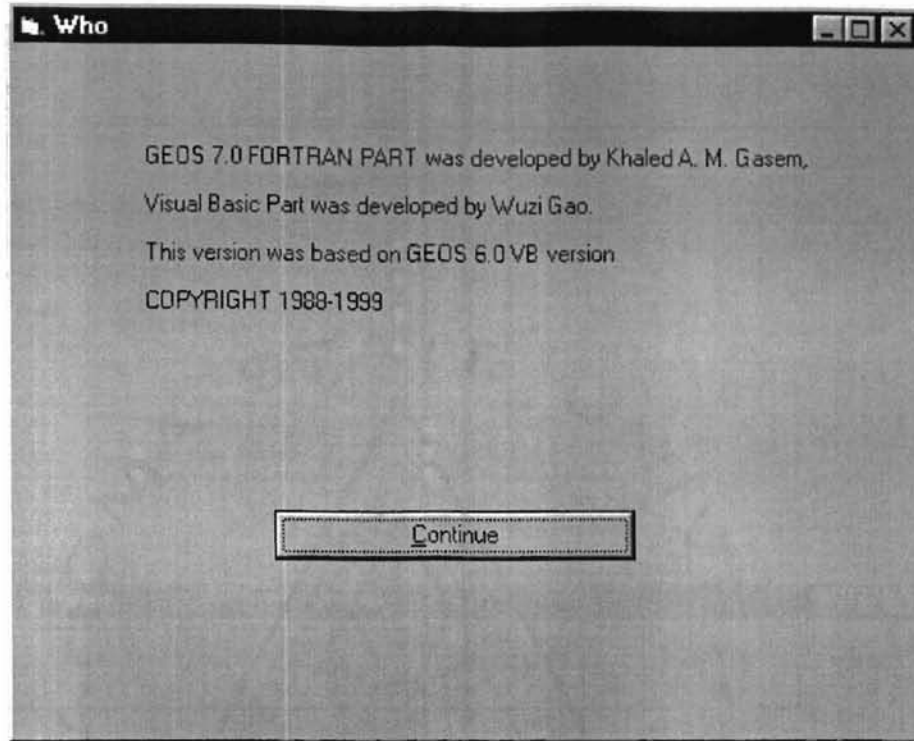 Who
GEOS 7.0 FORTRAN PART was developed by Khaled A. M. Gasem,
Visual Basic Part was developed by Wuzi Gao.
This version was based on GEOS 6.0 VB version
COPYRIGHT 1988-1999
Continue